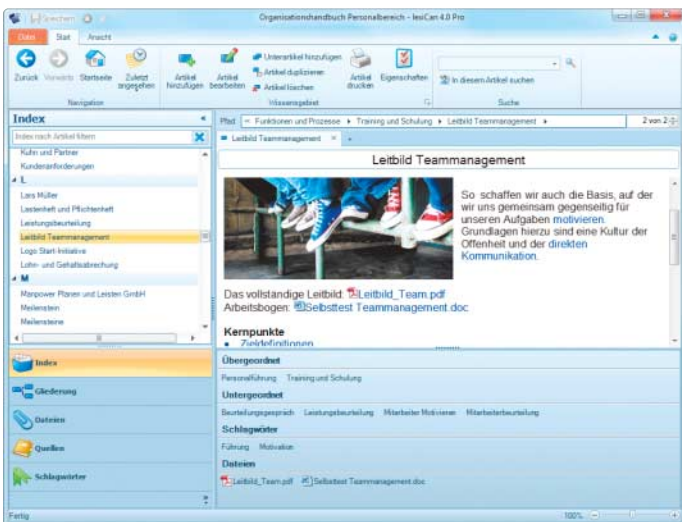 Speichern
Organisationshandbuch Personalbereich - lexiCan 4.0 Pro
Datei Start Ansicht
Zurück Vorwärts Startseite Zuletzt angesehen
Artikel hinzufügen
Artikel bearbeiten
Unterartikel hinzufügen
Artikel duplizieren
Artikel löschen
Artikel drucken
Eigenschaften
In diesem Artikel suchen
Navigation
Wissensgebiet
Suche
Index
Index nach Artikel filtern
Kuhn und Partner
Kundenanforderungen
L
Lars Müller
Lastenheft und Pflichtenheft
Leistungsbeurteilung
Leitbild Teammanagement
Logo Start-Initiative
Lohn- und Gehaltsabrechung
M
Manpower Planen und Leisten GmbH
Meilenstein
Meilensteine
Index
Gliederung
Dateien
Quellen
Schlagwörter
Pfad Funktionen und Prozesse Training und Schulung Leitbild Teammanagement 2 von 2
Leitbild Teammanagement
Leitbild Teammanagement
So schaffen wir auch die Basis, auf der
wir uns gemeinsam gegenseitig für
unseren Aufgaben motivieren.
Grundlagen hierzu sind eine Kultur der
Offenheit und der direkten
Kommunikation.
Das vollständige Leitbild: Leitbild_Team.pdf
Arbeitsbogen: Selbsttest Teammanagement.doc
Kernpunkte
Zieldefinitionen
Übergeordnet
Personalführung Training und Schulung
Untergeordnet
Beurteilungsgespräch Leistungsbeurteilung Mitarbeiter Motivieren Mitarbeiterbeurteilung
Schlagwörter
Führung Motivation
Dateien
Leitbild_Team.pdf Selbsttest Teammanagement.doc
Fertig
100%